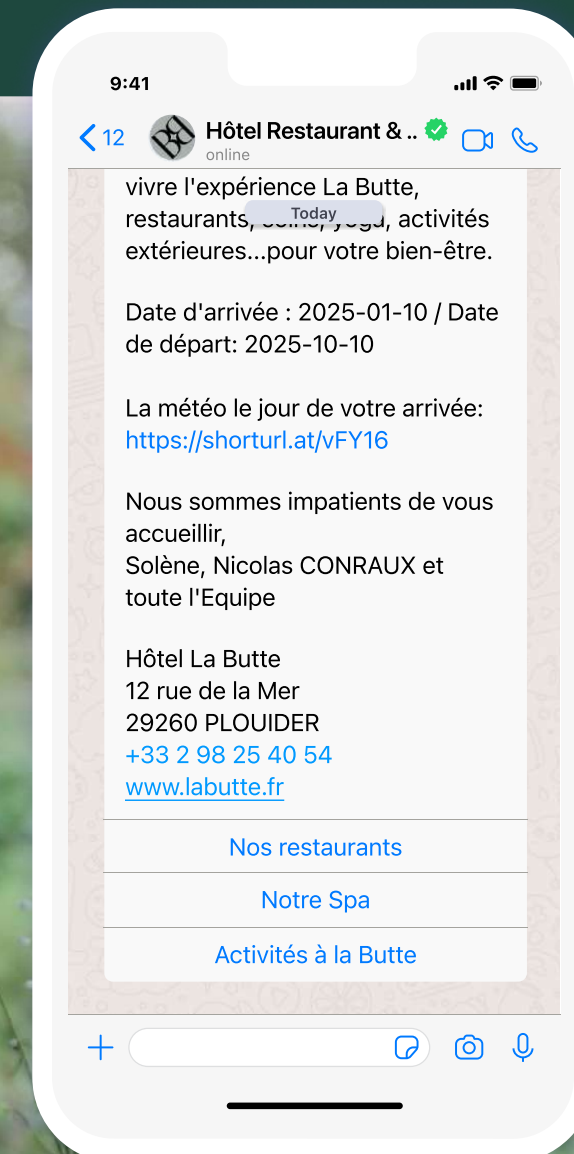 9:41
12
Hôtel Restaurant & ..
online
vivre l'expérience La Butte,
Today
restaurants, soins, yoga, activités
extérieures...pour votre bien-être.
Date d'arrivée : 2025-01-10 / Date
de départ: 2025-10-10
La météo le jour de votre arrivée:
https://shorturl.at/vFY16
Nous sommes impatients de vous
accueillir,
Solène, Nicolas CONRAUX et
toute l'Equipe
Hôtel La Butte
12 rue de la Mer
29260 PLOUIDER
+33 2 98 25 40 54
www.labutte.fr
Nos restaurants
Notre Spa
Activités à la Butte